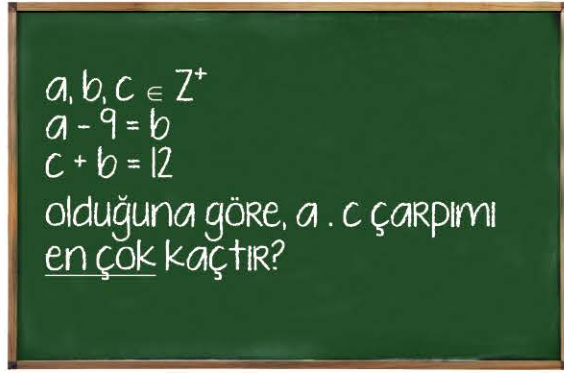 a, b, c ∈ Z⁺
a - 9 = b
c + b = 12
olduğuna göre, a . c çarpımı
en çok kaçtır?